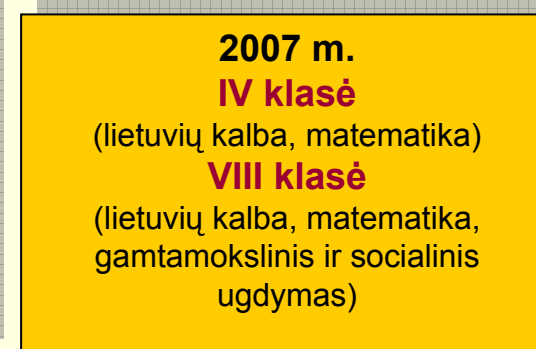 2007 m.
IV klasė
(lietuvių kalba, matematika)
VIII klasė
(lietuvių kalba, matematika,
gamtamokslinis ir socialinis
ugdymas)